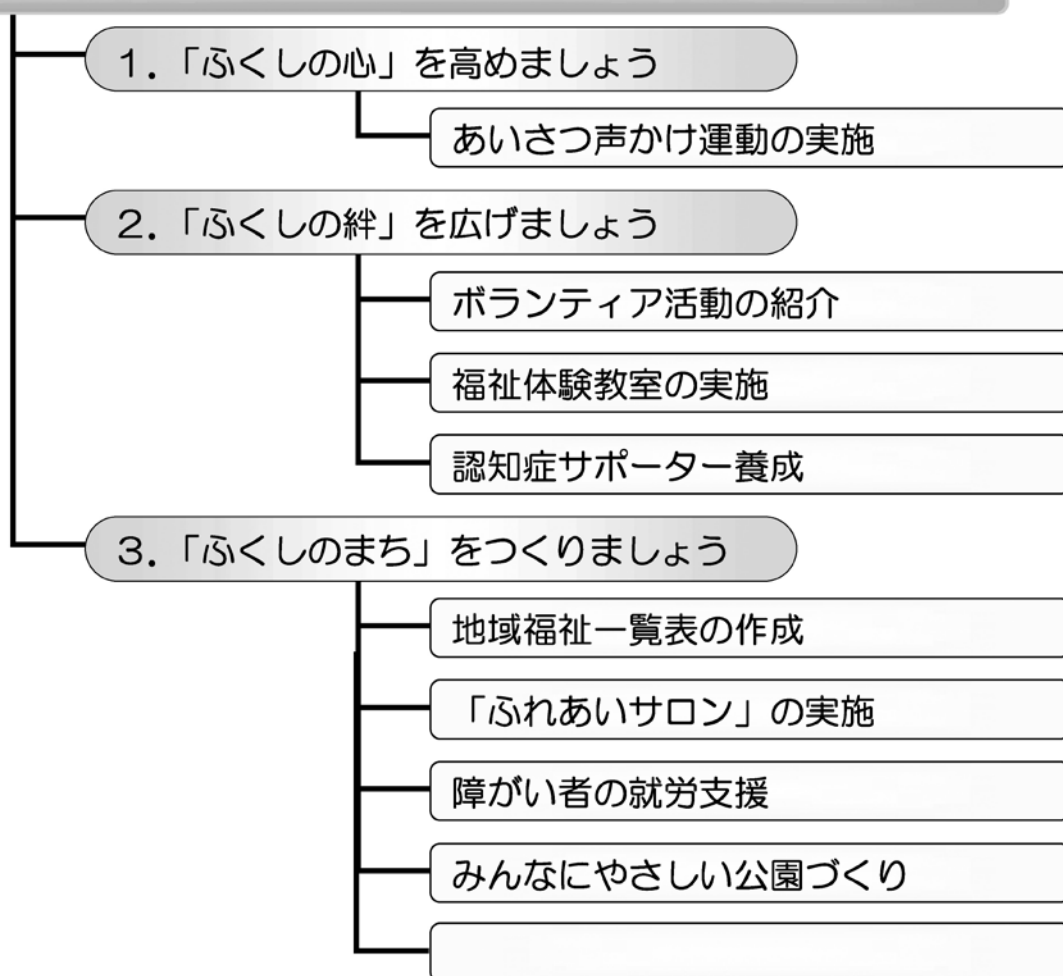 １．「ふくしの心」を高めましょう
あいさつ声かけ運動の実施
２．「ふくしの絆」を広げましょう
ボランティア活動の紹介
福祉体験教室の実施
認知症サポーター養成
３．「ふくしのまち」をつくりましょう
地域福祉一覧表の作成
「ふれあいサロン」の実施
障がい者の就労支援
みんなにやさしい公園づくり